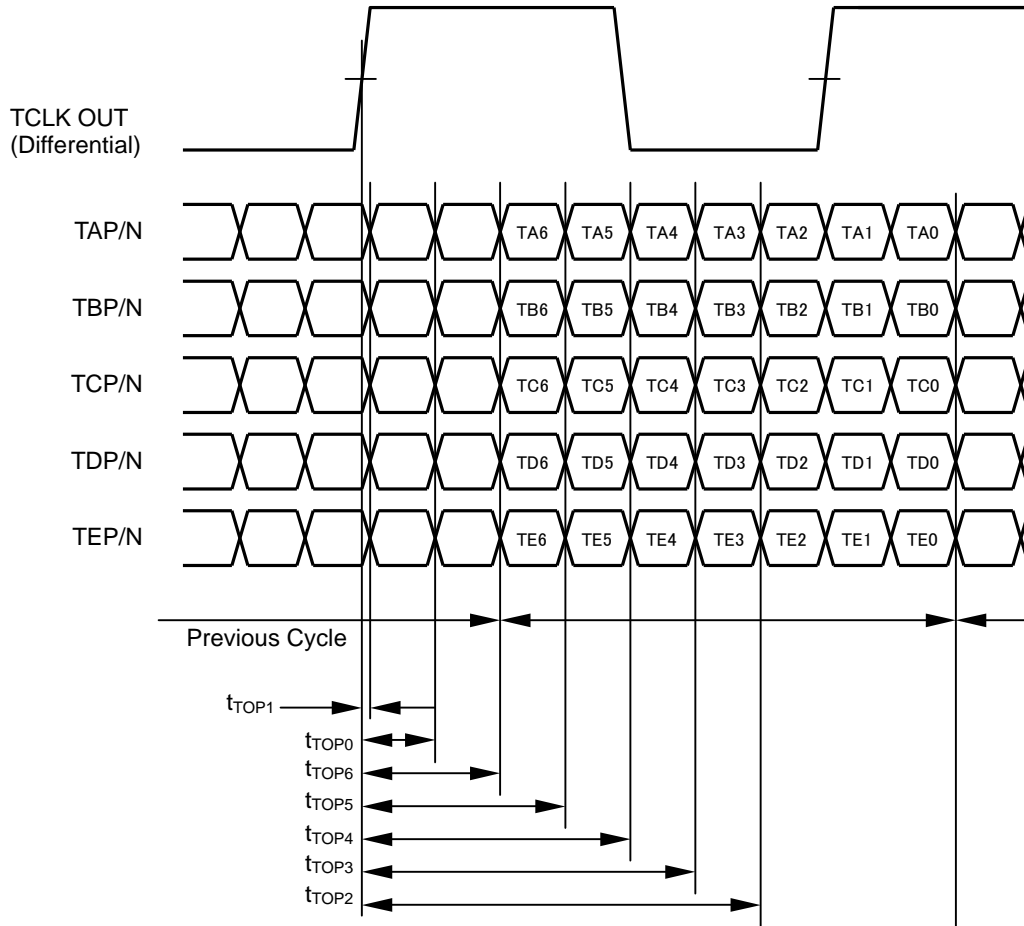 TCLK OUT
(Differential)
TAP/N TA6 TA5 TA4 TA3 TA2 TA1 TA0
TBP/N TB6 TB5 TB4 TB3 TB2 TB1 TB0
TCP/N TC6 TC5 TC4 TC3 TC2 TC1 TC0
TDP/N TD6 TD5 TD4 TD3 TD2 TD1 TD0
TEP/N TE6 TE5 TE4 TE3 TE2 TE1 TE0
Previous Cycle
tTOP1
tTOP0
tTOP6
tTOP5
tTOP4
tTOP3
tTOP2